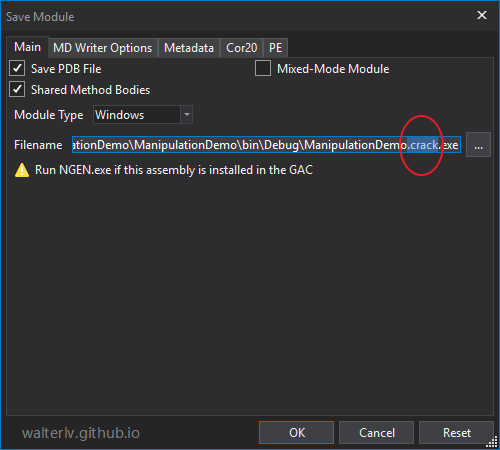 Save Module
Main MD Writer Options Metadata Cor20 PE
Save PDB File Mixed-Mode Module
Shared Method Bodies
Module Type Windows
Filename ationDemo\ManipulationDemo\bin\Debug\ManipulationDemo.crack.exe ...
Run NGEN.exe if this assembly is installed in the GAC
walterlv.github.io OK Cancel Reset